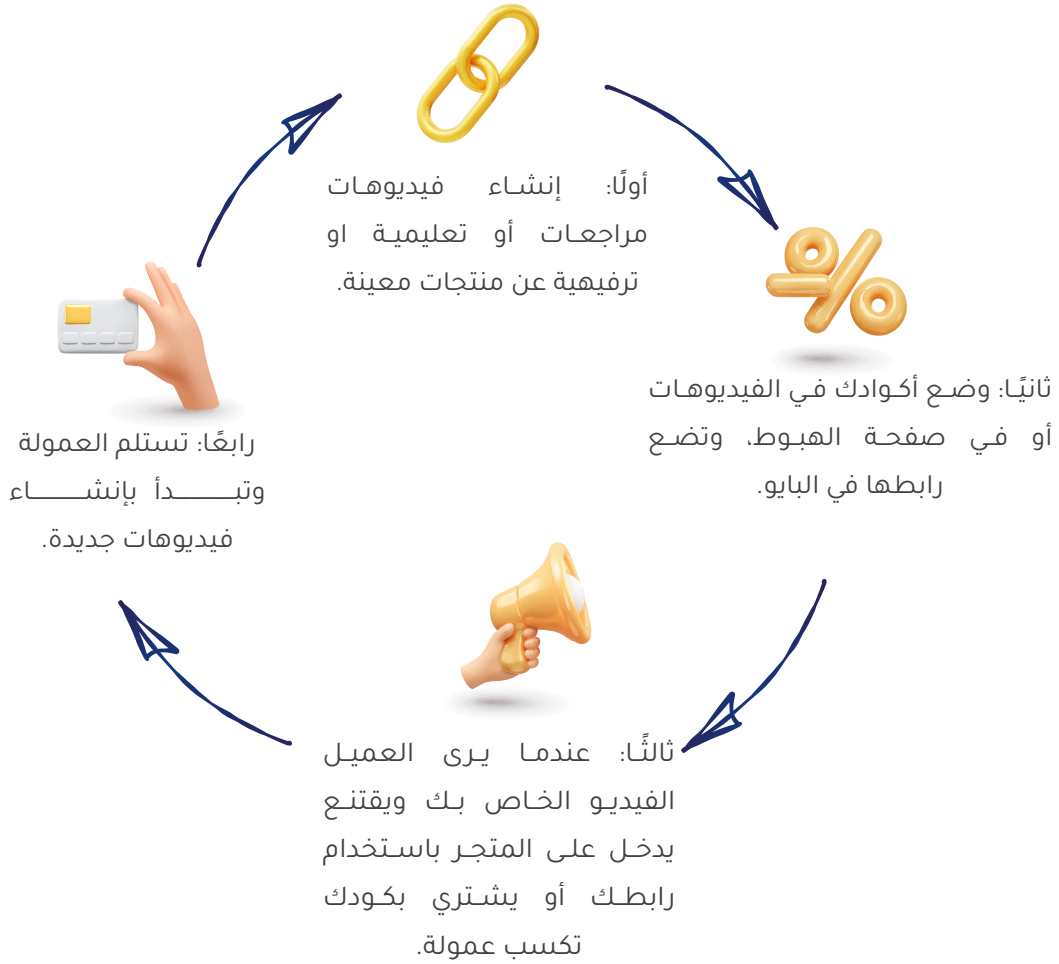 أولًا: إنشاء فيديوهات
مراجعات أو تعليمية او
ترفيهية عن منتجات معينة.
ثانيًا: وضع أكوادك في الفيديوهات
أو في صفحة الهبوط، وتضع
رابطها في البايو.
ثالثًا: عندما يرى العميل
الفيديو الخاص بك ويقتنع
يدخل على المتجر باستخدام
رابطك أو يشتري بكودك
تكسب عمولة.
رابعًا: تستلم العمولة
وتبدأ بإنشاء
فيديوهات جديدة.